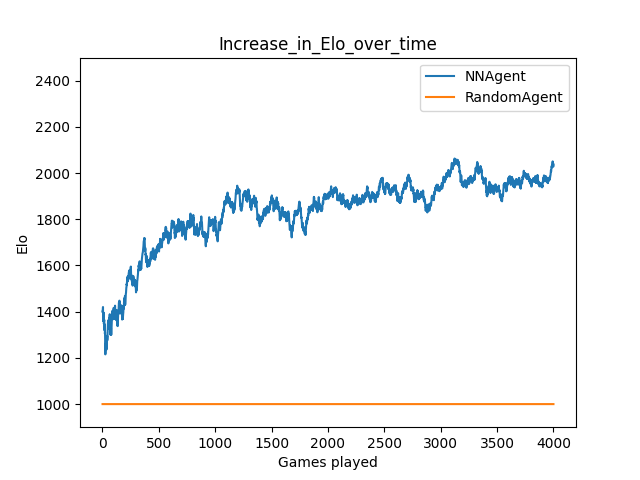 Increase_in_Elo_over_time
NNAgent
RandomAgent
2400
2200
2000
1800
1600
1400
1200
1000
Elo
0 500 1000 1500 2000 2500 3000 3500 4000
Games played